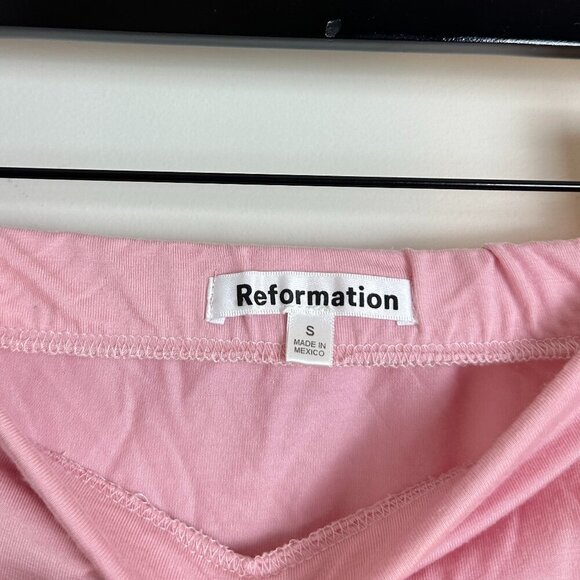 Reformation
S
MADE IN
MEXICO